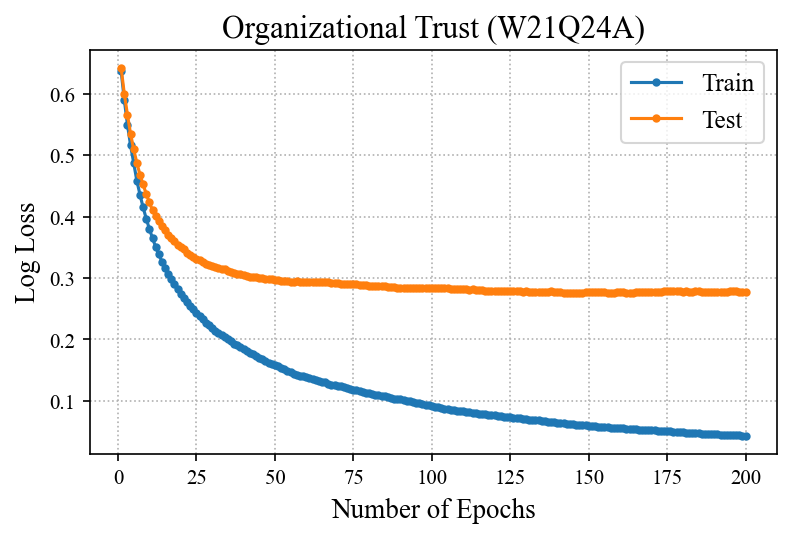 Organizational Trust (W21Q24A)
Train
Test
Log Loss
0.6
0.5
0.4
0.3
0.2
0.1
0 25 50 75 100 125 150 175 200
Number of Epochs